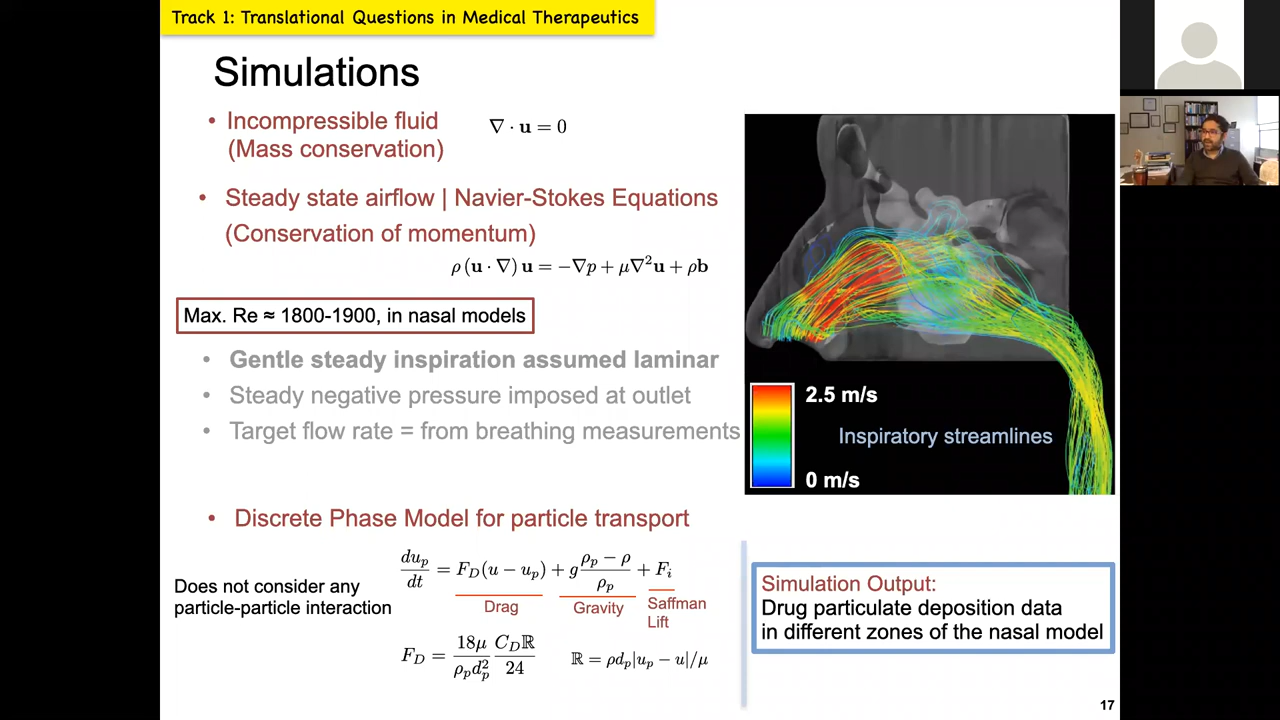 Track 1: Translational Questions in Medical Therapeutics
Simulations
• Incompressible fluid
(Mass conservation)
∇ · u = 0
• Steady state airflow | Navier-Stokes Equations
(Conservation of momentum)
ρ (u · ∇) u = −∇p + μ∇²u + ρb
Max. Re ≈ 1800-1900, in nasal models
• Gentle steady inspiration assumed laminar
• Steady negative pressure imposed at outlet
• Target flow rate = from breathing measurements
2.5 m/s
Inspiratory streamlines
0 m/s
• Discrete Phase Model for particle transport
Does not consider any
particle-particle interaction
du_p/dt = F_D(u − u_p) + g (ρ_p − ρ)/ρ_p + F_i
Drag
Gravity
Saffman
Lift
F_D = 18μ/(ρ_p d_p²) C_D ℝ/24
ℝ = ρd_p|u_p − u|/μ
Simulation Output:
Drug particulate deposition data
in different zones of the nasal model
17